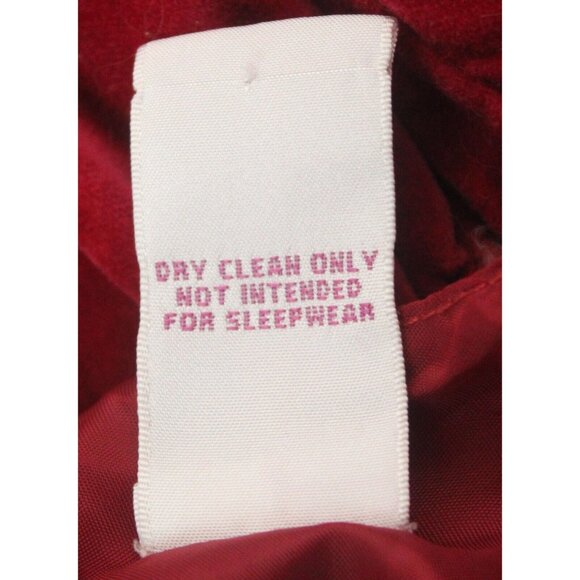 DRY CLEAN ONLY
NOT INTENDED
FOR SLEEPWEAR